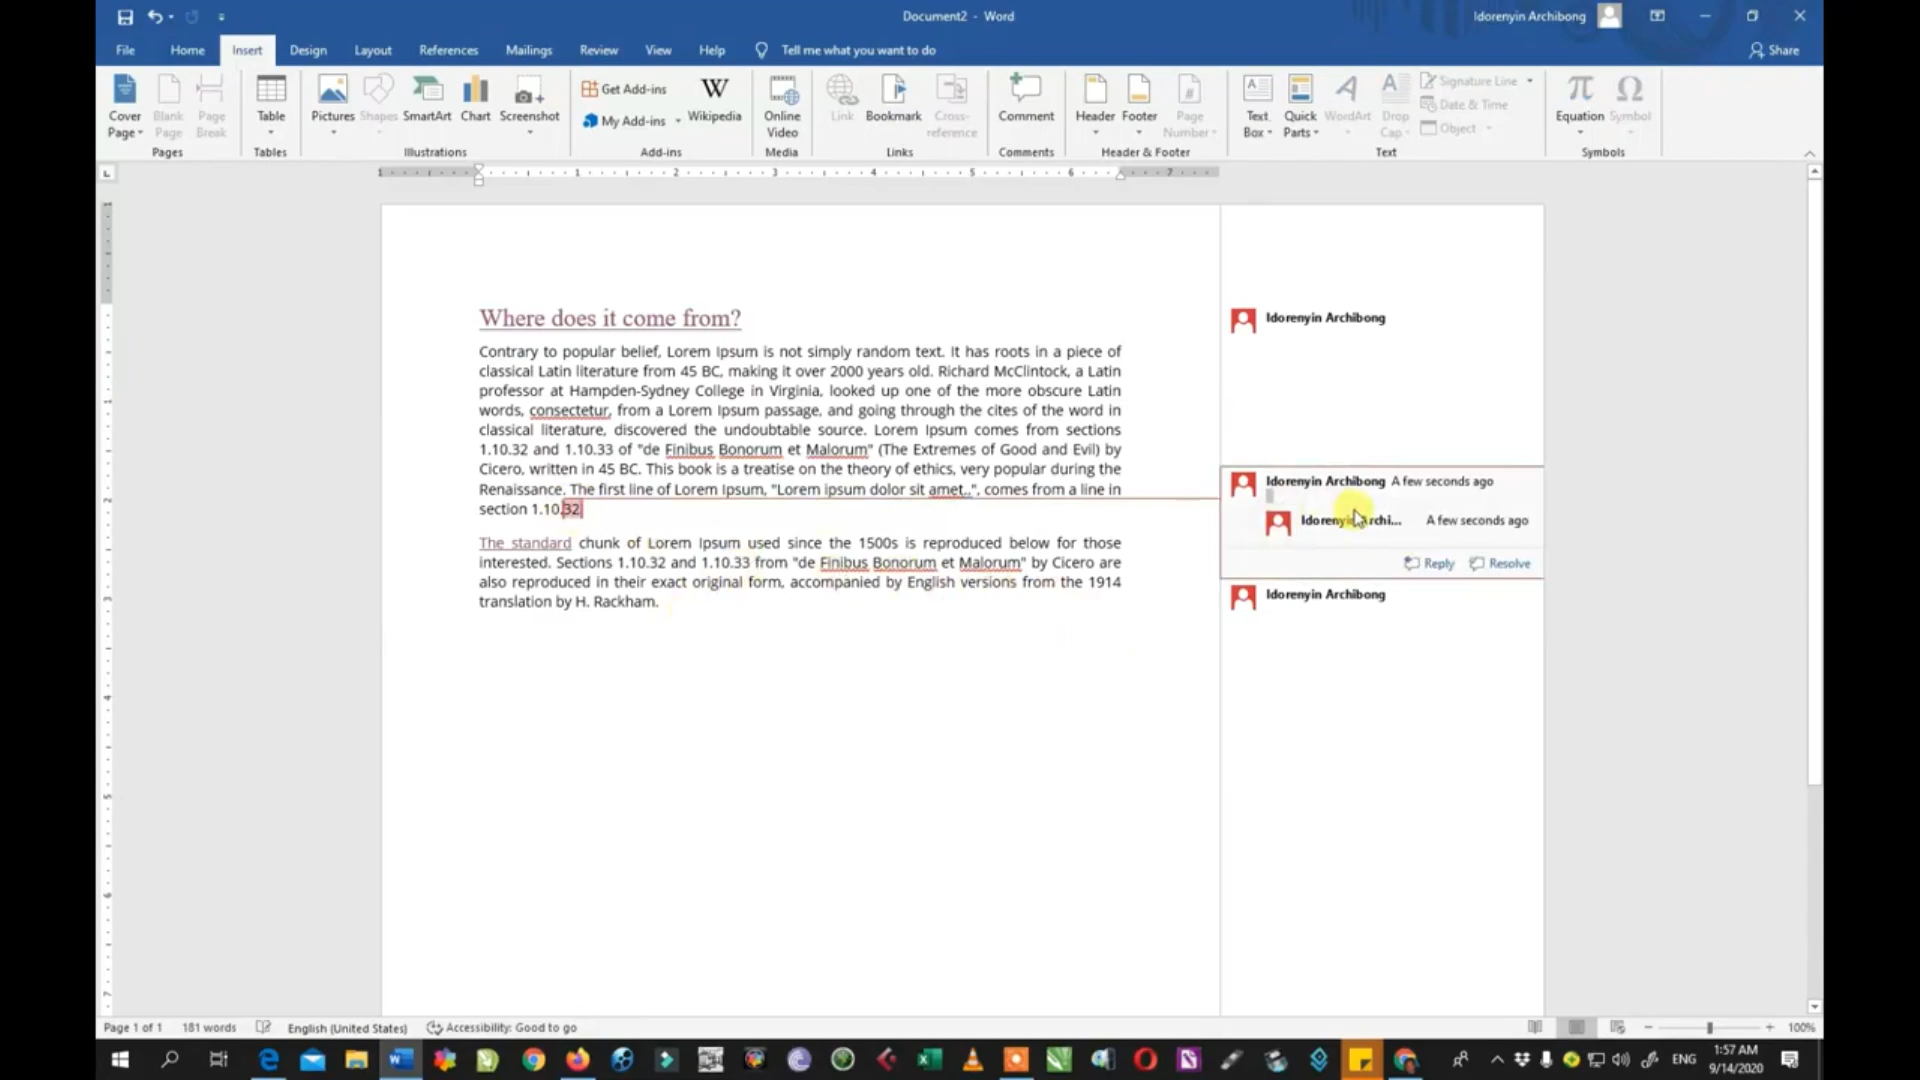 Document2 - Word
Idorenyin Archibong
File Home Insert Design Layout References Mailings Review View Help Tell me what you want to do
Share
Cover Page
Blank Page
Page Break
Pages
Table
Tables
Pictures
Shapes
SmartArt
Chart
Screenshot
Illustrations
Get Add-ins
My Add-ins
W
Wikipedia
Add-ins
Online Video
Media
Link
Bookmark
Cross-reference
Links
Comment
Comments
Header
Footer
Page Number
Header & Footer
Text Box
Quick Parts
WordArt
Drop Cap
Signature Line
Date & Time
Object
Text
π
Equation
Ω
Symbol
Symbols
L
1 1 2 3 4 5 6 7
Where does it come from?
Contrary to popular belief, Lorem Ipsum is not simply random text. It has roots in a piece of
classical Latin literature from 45 BC, making it over 2000 years old. Richard McClintock, a Latin
professor at Hampden-Sydney College in Virginia, looked up one of the more obscure Latin
words, consectetur, from a Lorem Ipsum passage, and going through the cites of the word in
classical literature, discovered the undoubtable source. Lorem Ipsum comes from sections
1.10.32 and 1.10.33 of "de Finibus Bonorum et Malorum" (The Extremes of Good and Evil) by
Cicero, written in 45 BC. This book is a treatise on the theory of ethics, very popular during the
Renaissance. The first line of Lorem Ipsum, "Lorem ipsum dolor sit amet..", comes from a line in
section 1.10.32.
The standard chunk of Lorem Ipsum used since the 1500s is reproduced below for those
interested. Sections 1.10.32 and 1.10.33 from "de Finibus Bonorum et Malorum" by Cicero are
also reproduced in their exact original form, accompanied by English versions from the 1914
translation by H. Rackham.
Idorenyin Archibong
Idorenyin Archibong A few seconds ago
Idorenyin Archi... A few seconds ago
Reply Resolve
Idorenyin Archibong
Page 1 of 1 181 words English (United States) Accessibility: Good to go
100%
ENG
1:57 AM
9/14/2020